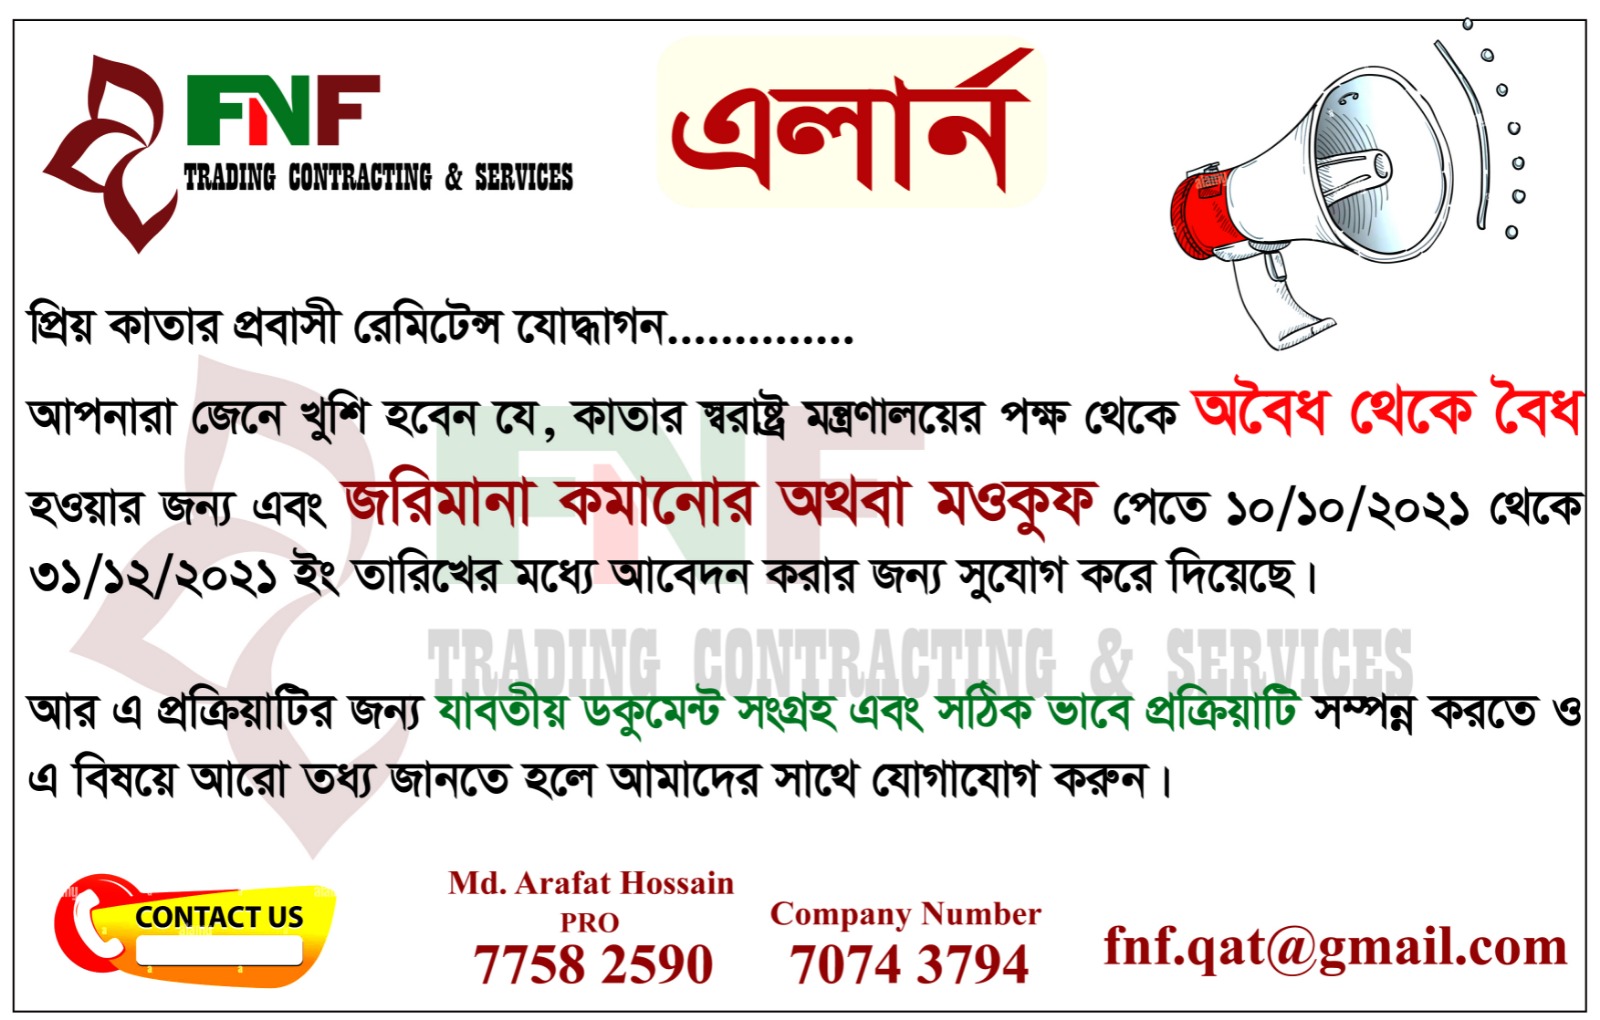 FNF
TRADING CONTRACTING & SERVICES
এলার্ন
প্রিয় কাতার প্রবাসী রেমিটেন্স যোদ্ধাগন..............
আপনারা জেনে খুশি হবেন যে, কাতার স্বরাষ্ট্র মন্ত্রণালয়ের পক্ষ থেকে অবৈধ থেকে বৈধ
হওয়ার জন্য এবং জরিমানা কমানোর অথবা মওকুফ পেতে ১০/১০/২০২১ থেকে
৩১/১২/২০২১ ইং তারিখের মধ্যে আবেদন করার জন্য সুযোগ করে দিয়েছে।
FNF
TRADING CONTRACTING & SERVICES
আর এ প্রক্রিয়াটির জন্য যাবতীয় ডকুমেন্ট সংগ্রহ এবং সঠিক ভাবে প্রক্রিয়াটি সম্পন্ন করতে ও
এ বিষয়ে আরো তধ্য জানতে হলে আমাদের সাথে যোগাযোগ করুন।
CONTACT US
Md. Arafat Hossain
PRO
7758 2590
Company Number
7074 3794
fnf.qat@gmail.com